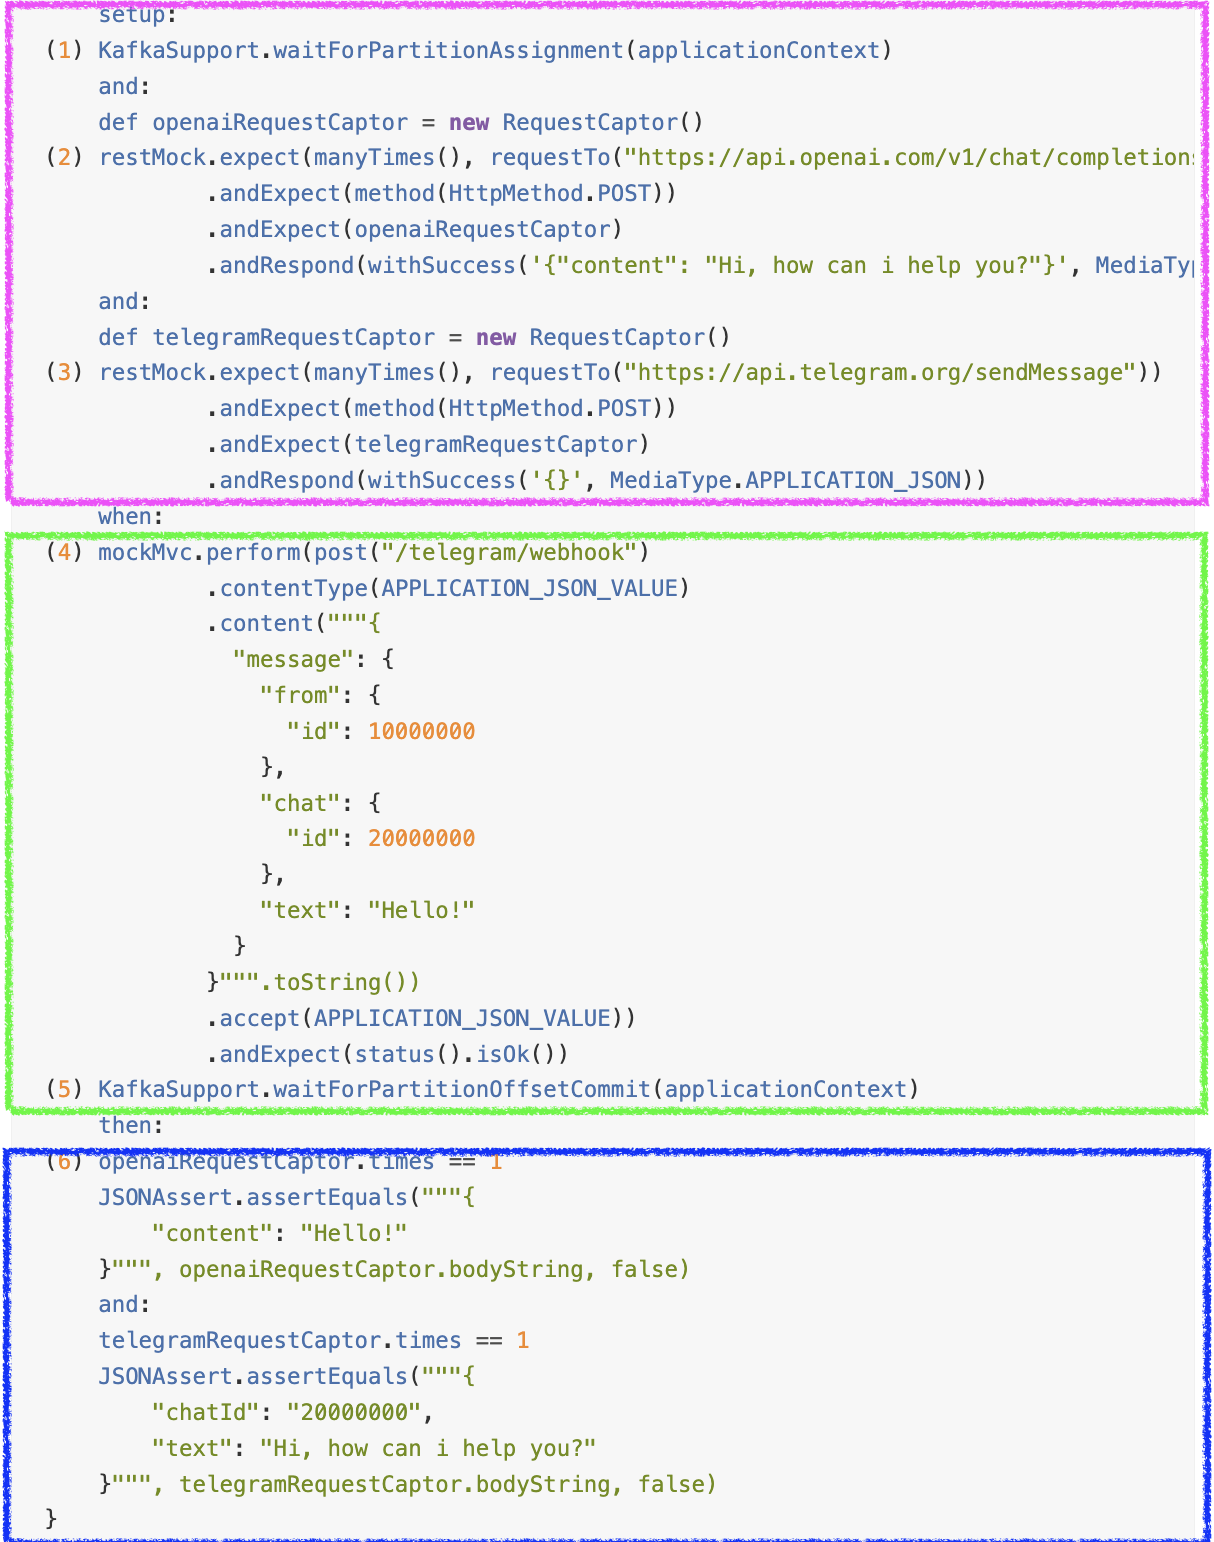 setup:
(1) KafkaSupport.waitForPartitionAssignment(applicationContext)
and:
def openaiRequestCaptor = new RequestCaptor()
(2) restMock.expect(manyTimes(), requestTo("https://api.openai.com/v1/chat/completions
.andExpect(method(HttpMethod.POST))
.andExpect(openaiRequestCaptor)
.andRespond(withSuccess('{"content": "Hi, how can i help you?"}', MediaTyp
and:
def telegramRequestCaptor = new RequestCaptor()
(3) restMock.expect(manyTimes(), requestTo("https://api.telegram.org/sendMessage"))
.andExpect(method(HttpMethod.POST))
.andExpect(telegramRequestCaptor)
.andRespond(withSuccess('{}', MediaType.APPLICATION_JSON))
when:
(4) mockMvc.perform(post("/telegram/webhook")
.contentType(APPLICATION_JSON_VALUE)
.content("""{
"message": {
"from": {
"id": 10000000
},
"chat": {
"id": 20000000
},
"text": "Hello!"
}
}""".toString())
.accept(APPLICATION_JSON_VALUE))
.andExpect(status().isOk())
(5) KafkaSupport.waitForPartitionOffsetCommit(applicationContext)
then:
(6) openaiRequestCaptor.times == 1
JSONAssert.assertEquals("""{
"content": "Hello!"
}""", openaiRequestCaptor.bodyString, false)
and:
telegramRequestCaptor.times == 1
JSONAssert.assertEquals("""{
"chatId": "20000000",
"text": "Hi, how can i help you?"
}""", telegramRequestCaptor.bodyString, false)
}